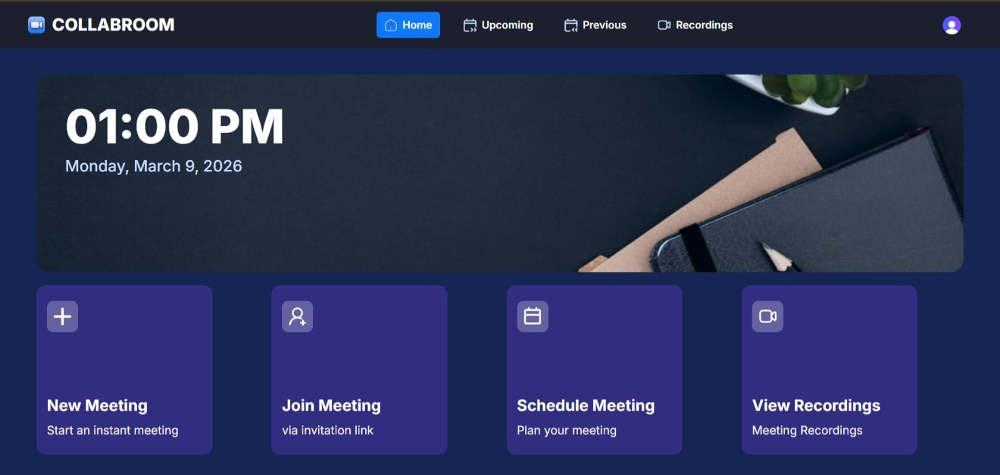 COLLABROOM
Home
Upcoming
Previous
Recordings
01:00 PM
Monday, March 9, 2026
New Meeting
Start an instant meeting
Join Meeting
via invitation link
Schedule Meeting
Plan your meeting
View Recordings
Meeting Recordings